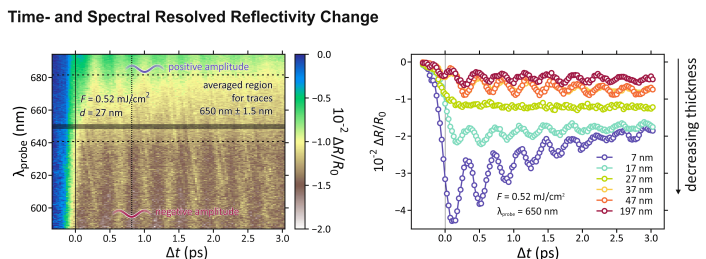 Time- and Spectral Resolved Reflectivity Change
680
660
640
620
600
λprobe (nm)
0.0
0.5
1.0
1.5
2.0
2.5
3.0
Δt (ps)
positive amplitude
averaged region
for traces
650 nm ± 1.5 nm
F = 0.52 mJ/cm²
d = 27 nm
negative amplitude
0.0
−0.5
−1.0
−1.5
−2.0
10⁻² ΔR/R₀
0
-1
-2
-3
-4
10⁻² ΔR/R₀
0.0
0.5
1.0
1.5
2.0
2.5
3.0
Δt (ps)
F = 0.52 mJ/cm²
λprobe = 650 nm
7 nm
17 nm
27 nm
37 nm
47 nm
197 nm
decreasing thickness